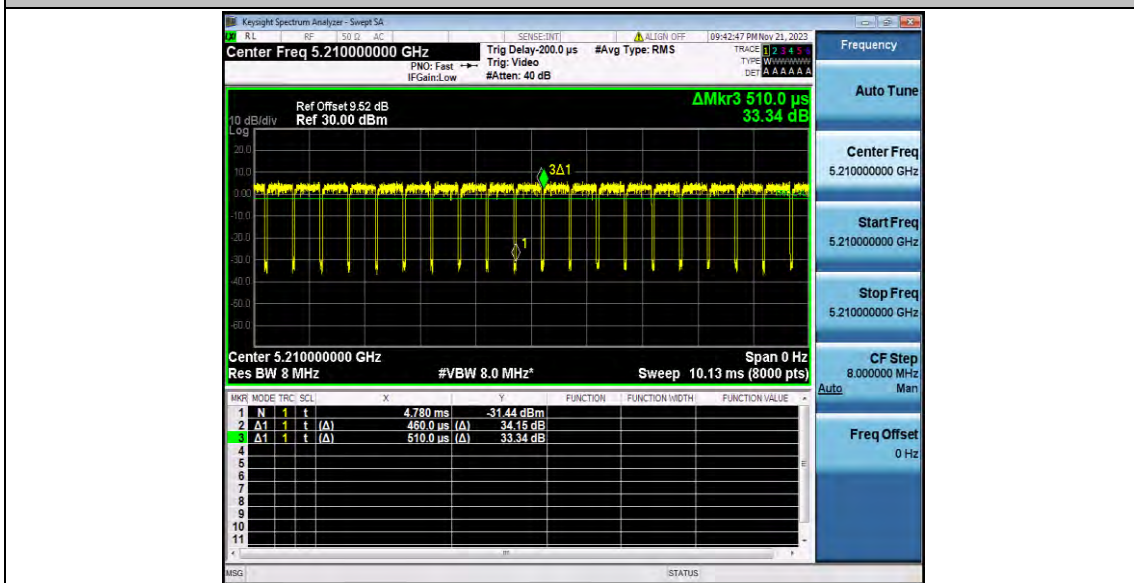 Keysight Spectrum Analyzer - Swept SA
RL RF 50 Ω AC SENSE:INT ALIGN OFF 09:42:47 PM Nov 21, 2023
Center Freq 5.210000000 GHz
PNO: Fast
IFGain:Low
Trig Delay-200.0 µs
Trig: Video
#Atten: 40 dB
#Avg Type: RMS
TRACE 1 2 3 4 5 6
TYPE WWWWWW
DET A A A A A A
Frequency
Auto Tune
Center Freq
5.210000000 GHz
Start Freq
5.210000000 GHz
Stop Freq
5.210000000 GHz
CF Step
8.000000 MHz
Auto Man
Freq Offset
0 Hz
10 dB/div
Log
Ref Offset 9.52 dB
Ref 30.00 dBm
ΔMkr3 510.0 µs
33.34 dB
20.0
10.0
0.00
-10.0
-20.0
-30.0
-40.0
-50.0
-60.0
3Δ1
1
Center 5.210000000 GHz
Res BW 8 MHz
#VBW 8.0 MHz*
Span 0 Hz
Sweep 10.13 ms (8000 pts)
MKR MODE TRC SCL X Y FUNCTION FUNCTION WIDTH FUNCTION VALUE
1 N 1 t 4.780 ms -31.44 dBm
2 Δ1 1 t (Δ) 460.0 µs (Δ) 34.15 dB
3 Δ1 1 t (Δ) 510.0 µs (Δ) 33.34 dB
4
5
6
7
8
9
10
11
MSG STATUS